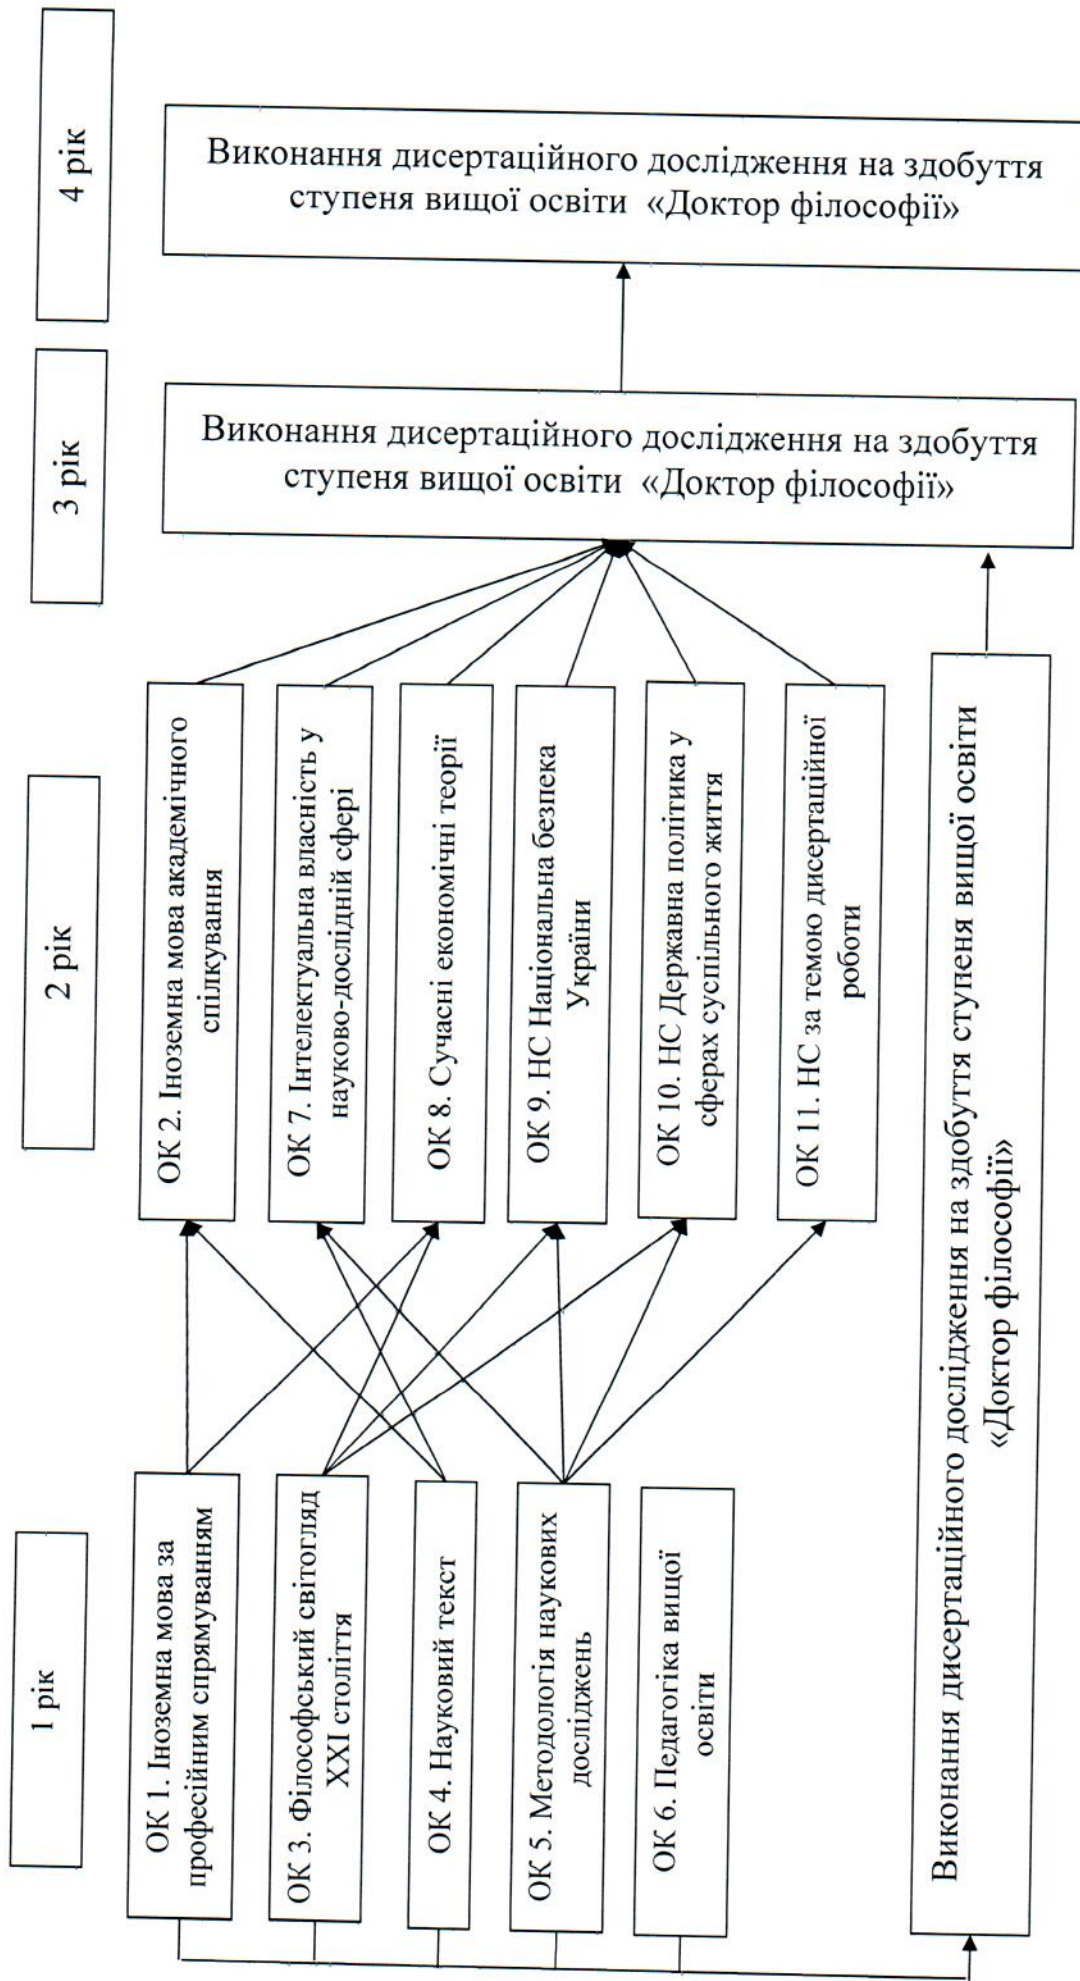 1 рік
ОК 1. Іноземна мова за
професійним спрямуванням
ОК 3. Філософський світогляд
XXI століття
ОК 4. Науковий текст
ОК 5. Методологія наукових
досліджень
ОК 6. Педагогіка вищої
освіти
2 рік
ОК 2. Іноземна мова академічного
спілкування
ОК 7. Інтелектуальна власність у
науково-дослідній сфері
ОК 8. Сучасні економічні теорії
ОК 9. НС Національна безпека
України
ОК 10. НС Державна політика у
сферах суспільного життя
ОК 11. НС за темою дисертаційної
роботи
Виконання дисертаційного дослідження на здобуття ступеня вищої освіти
«Доктор філософії»
3 рік
Виконання дисертаційного дослідження на здобуття
ступеня вищої освіти «Доктор філософії»
4 рік
Виконання дисертаційного дослідження на здобуття
ступеня вищої освіти «Доктор філософії»